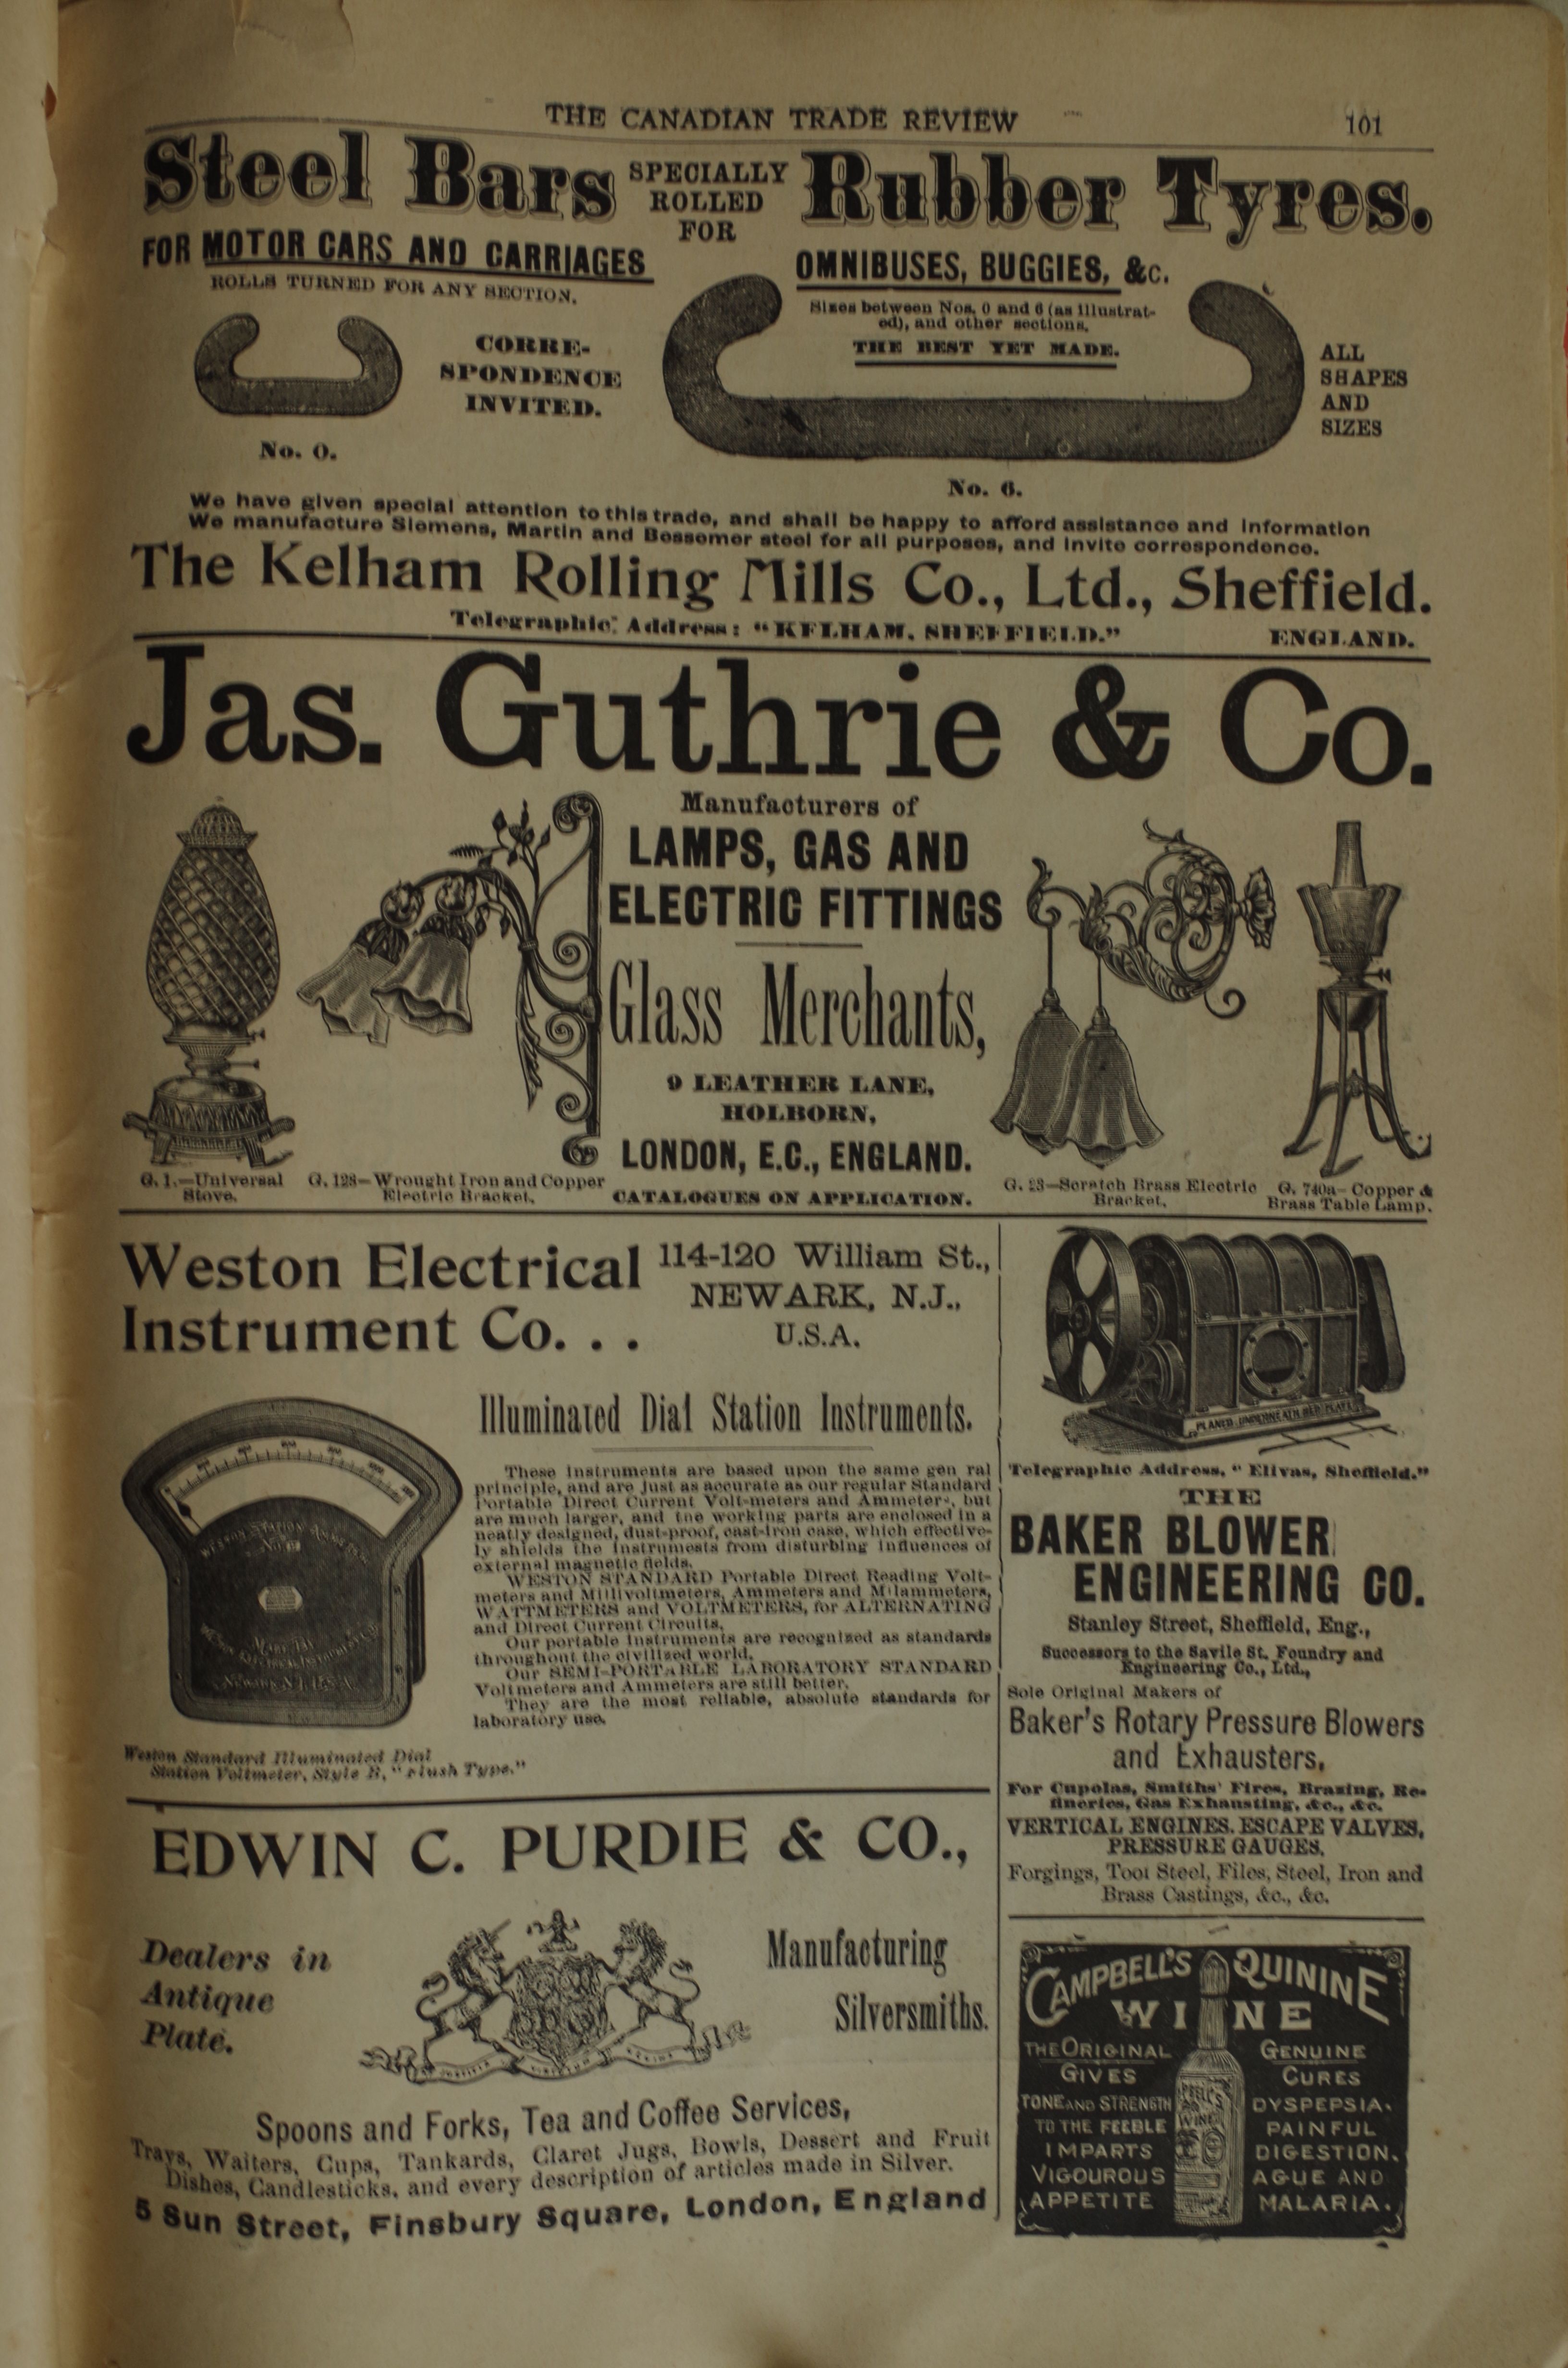 THE CANADIAN TRADE REVIEW 101
Steel Bars SPECIALLY ROLLED FOR Rubber Tyres.
FOR MOTOR CARS AND CARRIAGES
ROLLS TURNED FOR ANY SECTION.
OMNIBUSES, BUGGIES, &c.
Sizes between Nos. 0 and 6 (as illustrat-
ed), and other sections.
THE BEST YET MADE.
CORRE-
SPONDENCE
INVITED.
ALL
SHAPES
AND
SIZES
No. 0.
No. 6.
We have given special attention to this trade, and shall be happy to afford assistance and information
We manufacture Siemens, Martin and Bessemer steel for all purposes, and invite correspondence.
The Kelham Rolling Mills Co., Ltd., Sheffield.
Telegraphic Address: "KELHAM, SHEFFIELD." ENGLAND.
Jas. Guthrie & Co.
Manufacturers of
LAMPS, GAS AND
ELECTRIC FITTINGS
Glass Merchants,
9 LEATHER LANE,
HOLBORN,
LONDON, E.C., ENGLAND.
CATALOGUES ON APPLICATION.
G. 1.—Universal
Stove.
G. 128—Wrought Iron and Copper
Electric Bracket.
G. 23—Scratch Brass Electric
Bracket.
G. 740a—Copper &
Brass Table Lamp.
Weston Electrical
Instrument Co. . .
114-120 William St.,
NEWARK, N.J.,
U.S.A.
Illuminated Dial Station Instruments.
These instruments are based upon the same gen ral
principle, and are just as accurate as our regular Standard
Portable Direct Current Volt-meters and Ammeters, but
are much larger, and the working parts are enclosed in a
neatly designed, dust-proof, cast-iron case, which effective-
ly shields the instruments from disturbing influences of
external magnetic fields.
WESTON STANDARD Portable Direct Reading Volt-
meters and Millivoltmeters, Ammeters and Milammeters,
WATTMETERS and VOLTMETERS, for ALTERNATING
and Direct Current Circuits.
Our portable instruments are recognized as standards
throughout the civilized world.
Our SEMI-PORTABLE LABORATORY STANDARD
Voltmeters and Ammeters are still better.
They are the most reliable, absolute standards for
laboratory use.
Weston Standard Illuminated Dial
Station Voltmeter, Style B, "Flush Type."
EDWIN C. PURDIE & CO.,
Dealers in
Antique
Plate.
Manufacturing
Silversmiths.
Spoons and Forks, Tea and Coffee Services,
Trays, Waiters, Cups, Tankards, Claret Jugs, Bowls, Dessert and Fruit
Dishes, Candlesticks, and every description of articles made in Silver.
5 Sun Street, Finsbury Square, London, England
PLANED UNDERNEATH BED PLATE
Telegraphic Address, "Elivas, Sheffield."
THE
BAKER BLOWER
ENGINEERING CO.
Stanley Street, Sheffield, Eng.,
Successors to the Savile St. Foundry and
Engineering Co., Ltd.,
Sole Original Makers of
Baker's Rotary Pressure Blowers
and Exhausters,
For Cupolas, Smiths' Fires, Brazing, Re-
fineries, Gas Exhausting, &c., &c.
VERTICAL ENGINES. ESCAPE VALVES,
PRESSURE GAUGES.
Forgings, Tool Steel, Files, Steel, Iron and
Brass Castings, &c., &c.
CAMPBELL'S QUININE
WINE
THE ORIGINAL
GIVES
TONE AND STRENGTH
TO THE FEEBLE
IMPARTS
VIGOUROUS
APPETITE
GENUINE
CURES
DYSPEPSIA.
PAINFUL
DIGESTION.
AGUE AND
MALARIA.